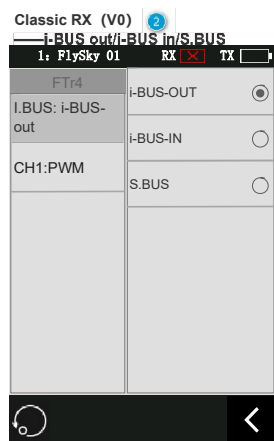 Classic RX (V0) 2
i-BUS out/i-BUS in/S.BUS
1: FlySky 01 RX TX
FTr4
I.BUS: i-BUS-
out
CH1:PWM
i-BUS-OUT
i-BUS-IN
S.BUS